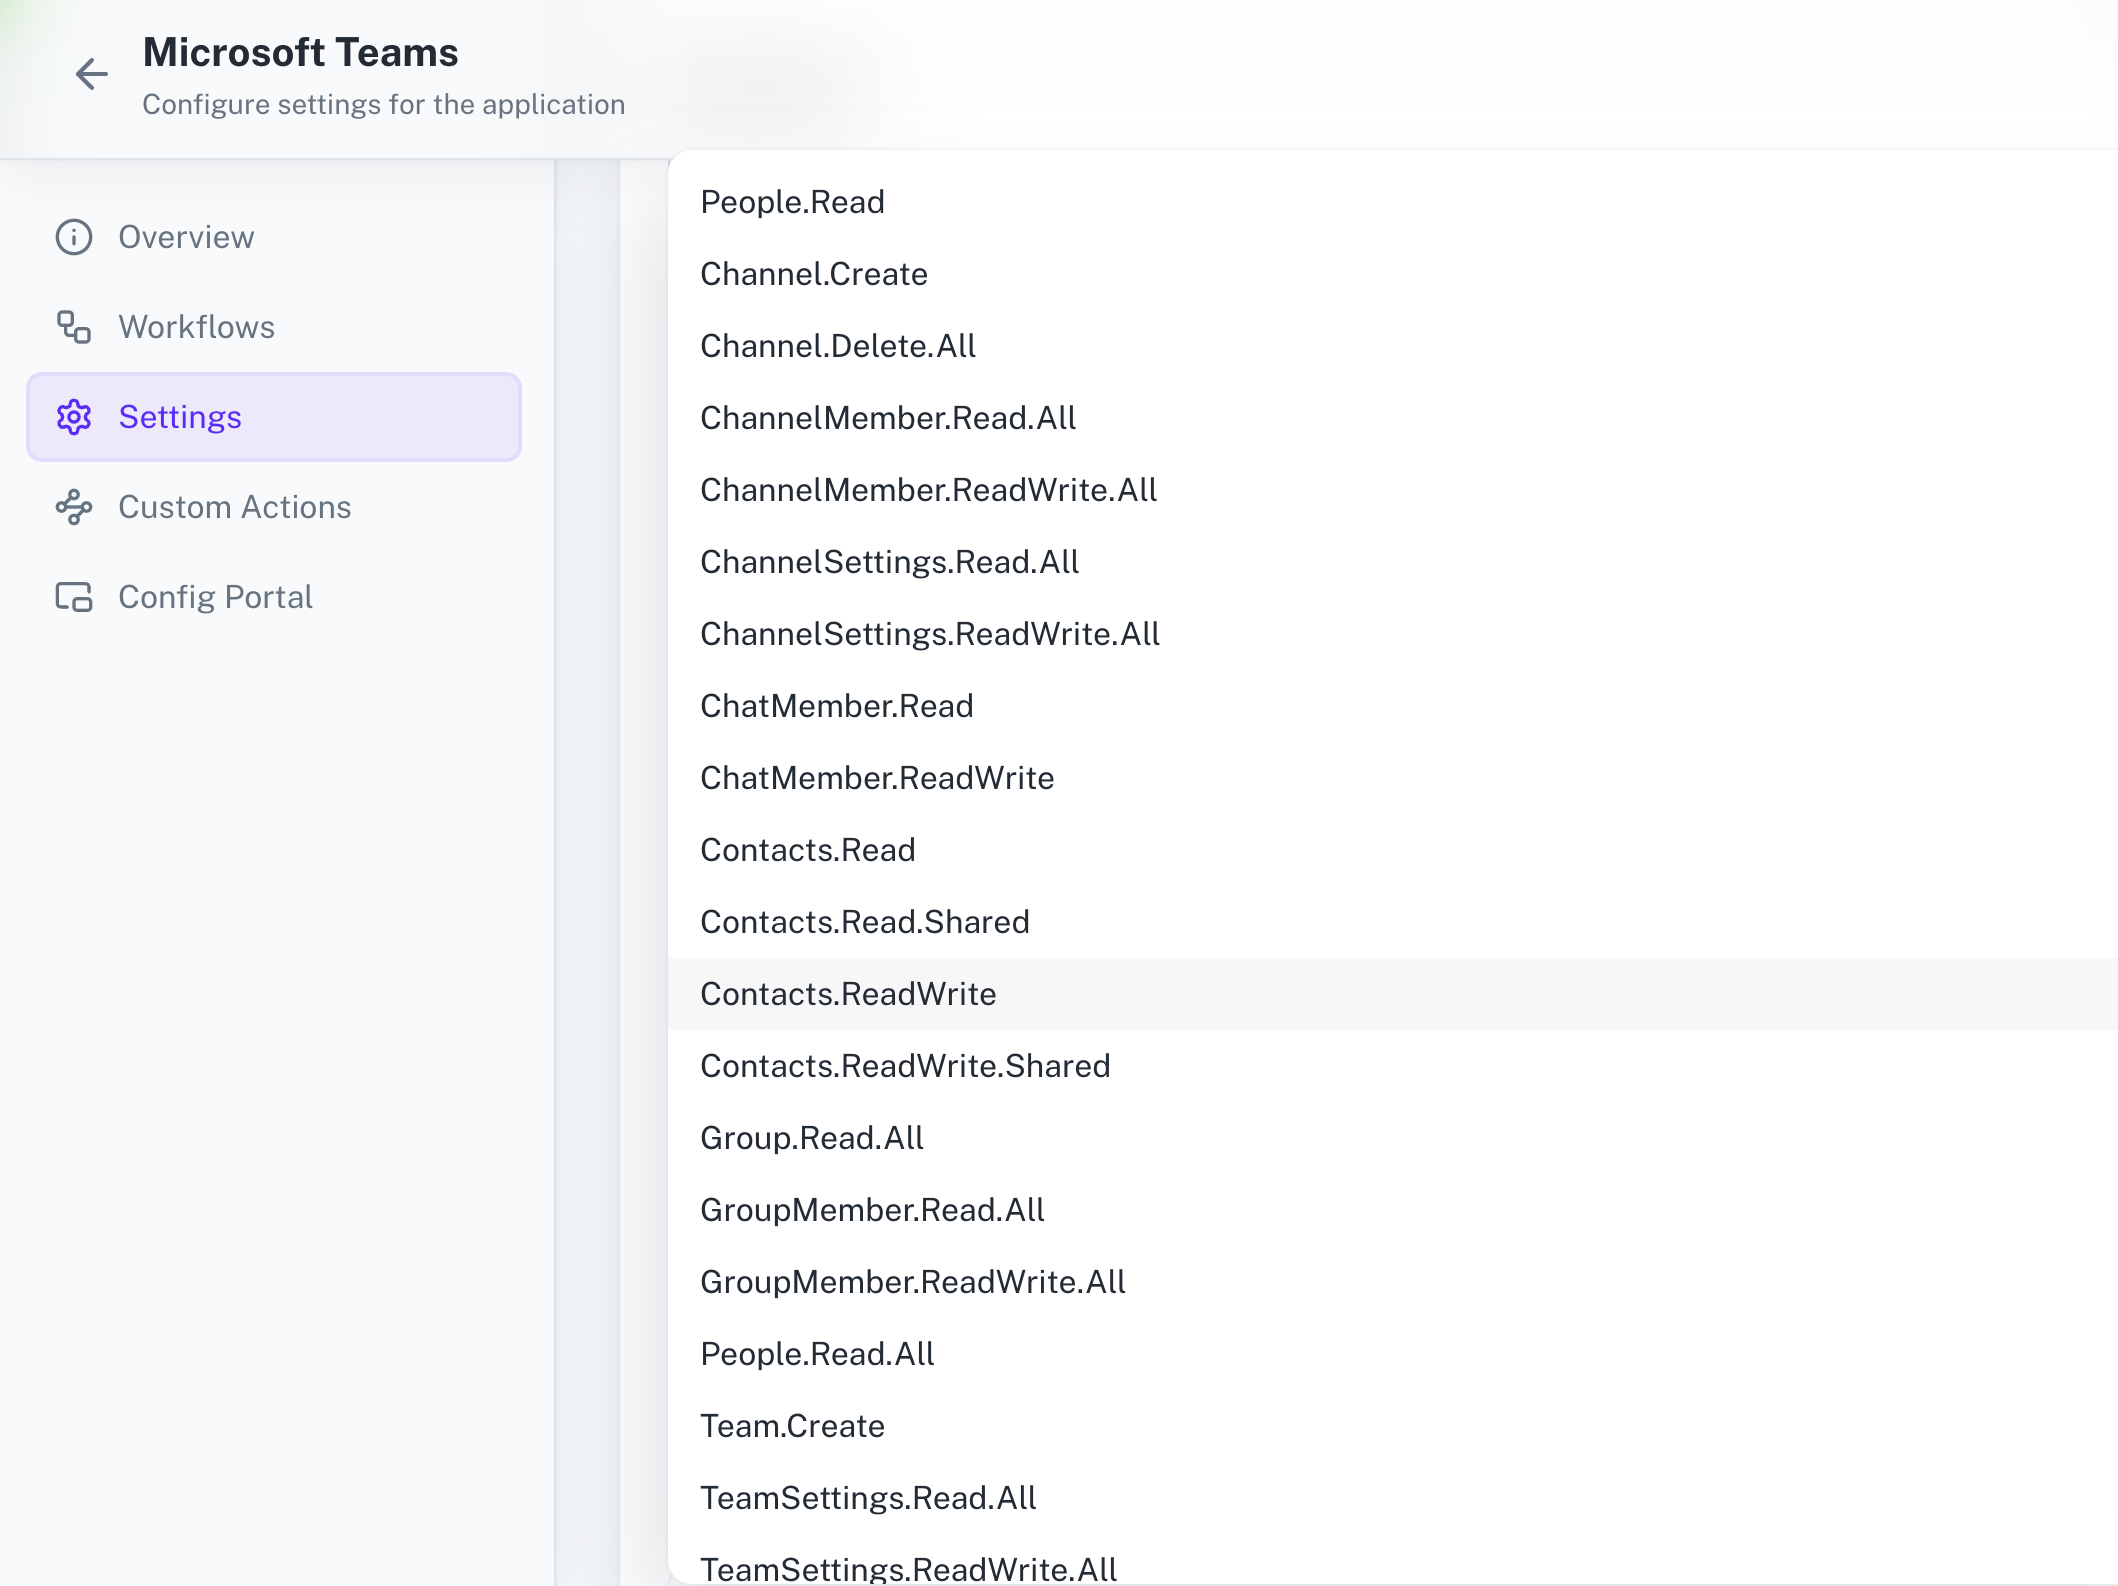 Microsoft Teams
Configure settings for the application
Overview
Workflows
Settings
Custom Actions
Config Portal
People.Read
Channel.Create
Channel.Delete.All
ChannelMember.Read.All
ChannelMember.ReadWrite.All
ChannelSettings.Read.All
ChannelSettings.ReadWrite.All
ChatMember.Read
ChatMember.ReadWrite
Contacts.Read
Contacts.Read.Shared
Contacts.ReadWrite
Contacts.ReadWrite.Shared
Group.Read.All
GroupMember.Read.All
GroupMember.ReadWrite.All
People.Read.All
Team.Create
TeamSettings.Read.All
TeamSettings.ReadWrite.All